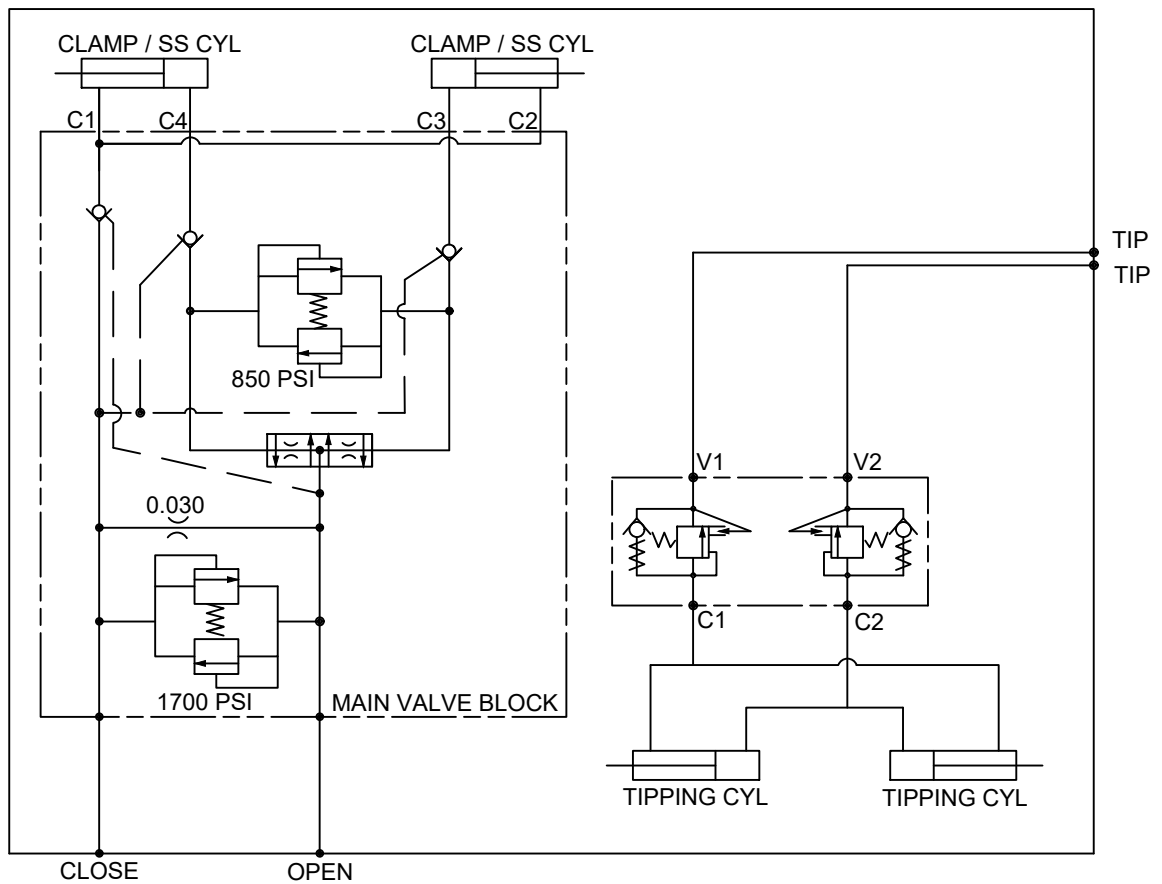 CLAMP / SS CYL
CLAMP / SS CYL
C1
C4
C3
C2
TIP
TIP
850 PSI
V1
V2
0.030
C1
C2
1700 PSI
MAIN VALVE BLOCK
TIPPING CYL
TIPPING CYL
CLOSE
OPEN